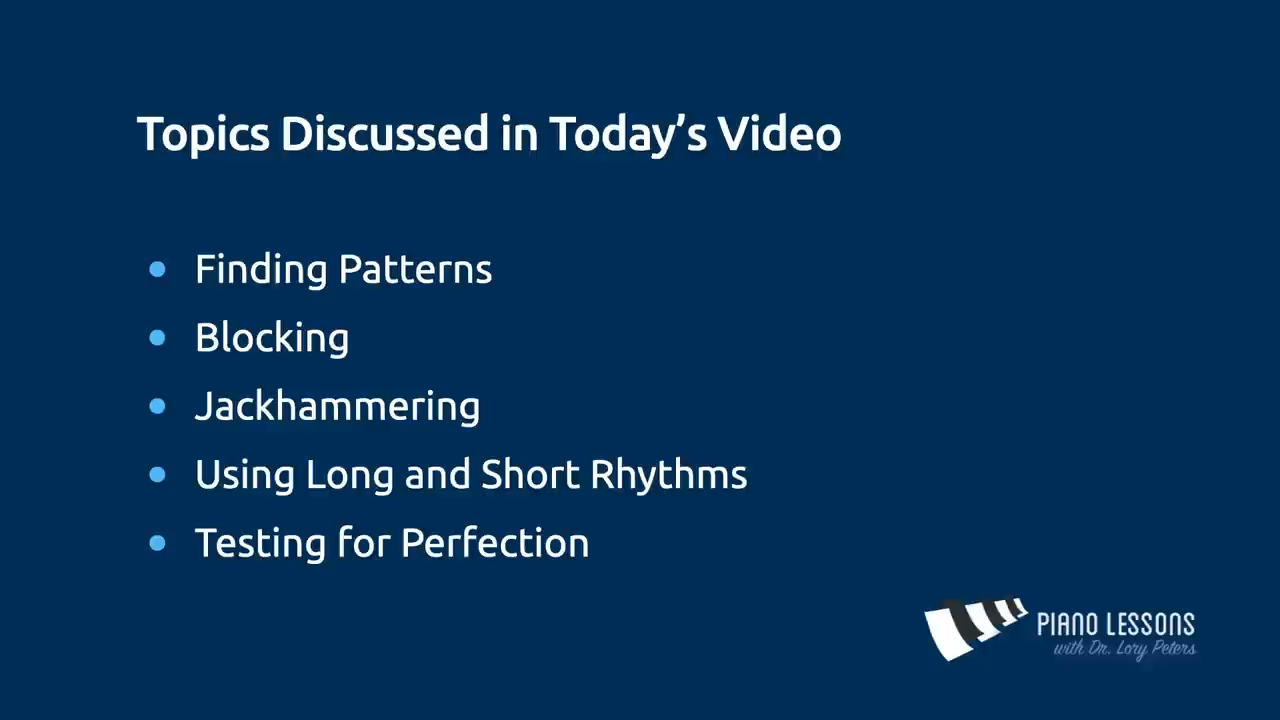 Topics Discussed in Today’s Video
Finding Patterns
Blocking
Jackhammering
Using Long and Short Rhythms
Testing for Perfection
PIANO LESSONS
with Dr. Lory Peters